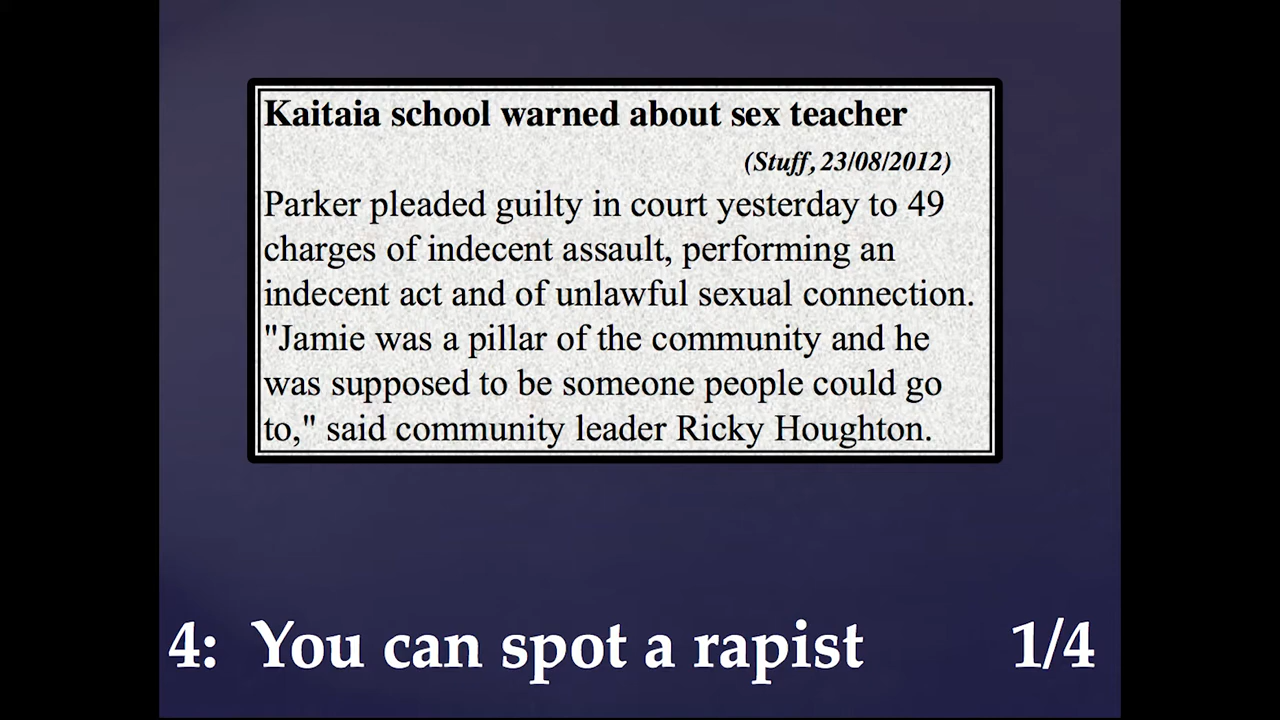 Kaitaia school warned about sex teacher
(Stuff, 23/08/2012)
Parker pleaded guilty in court yesterday to 49
charges of indecent assault, performing an
indecent act and of unlawful sexual connection.
"Jamie was a pillar of the community and he
was supposed to be someone people could go
to," said community leader Ricky Houghton.
4: You can spot a rapist 1/4